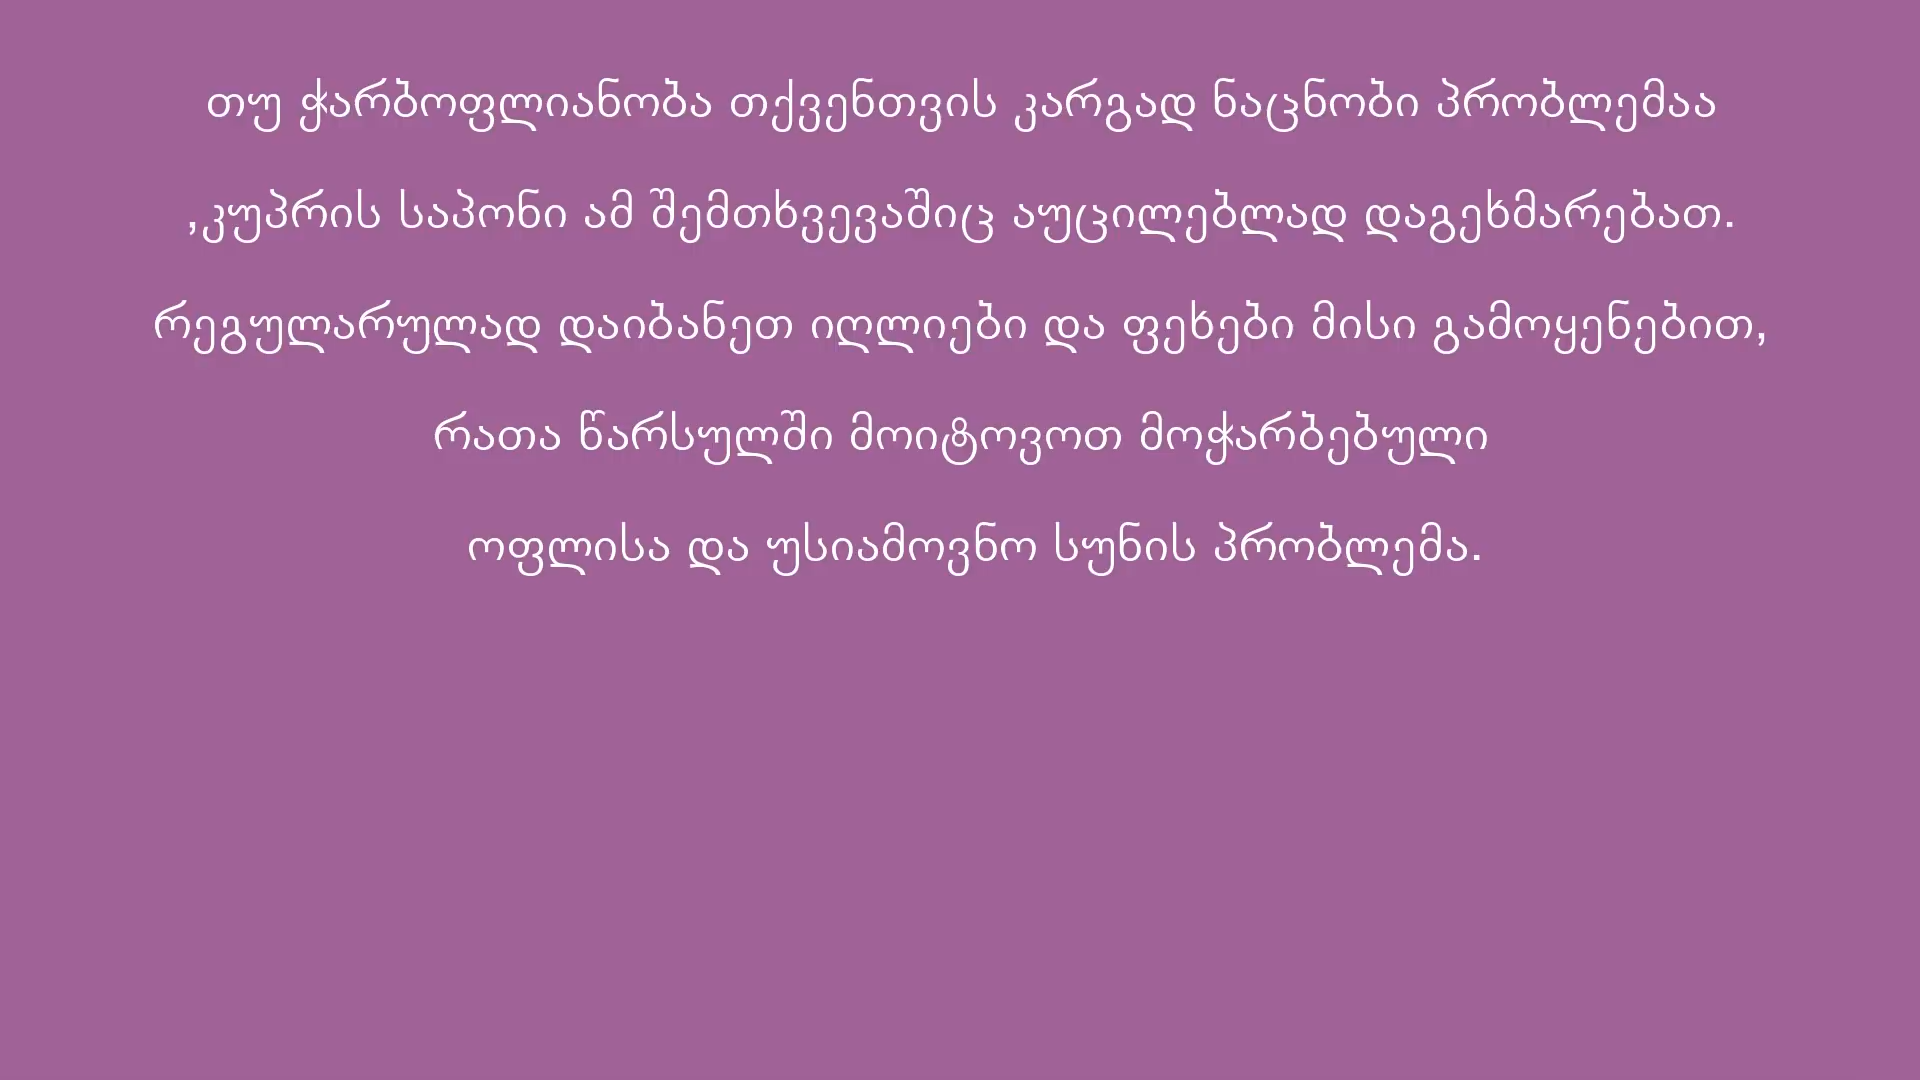 თუ ჭარბოფლიანობა თქვენთვის კარგად ნაცნობი პრობლემაა
,კუპრის საპონი ამ შემთხვევაშიც აუცილებლად დაგეხმარებათ.
რეგულარულად დაიბანეთ იღლიები და ფეხები მისი გამოყენებით,
რათა წარსულში მოიტოვოთ მოჭარბებული
ოფლისა და უსიამოვნო სუნის პრობლემა.